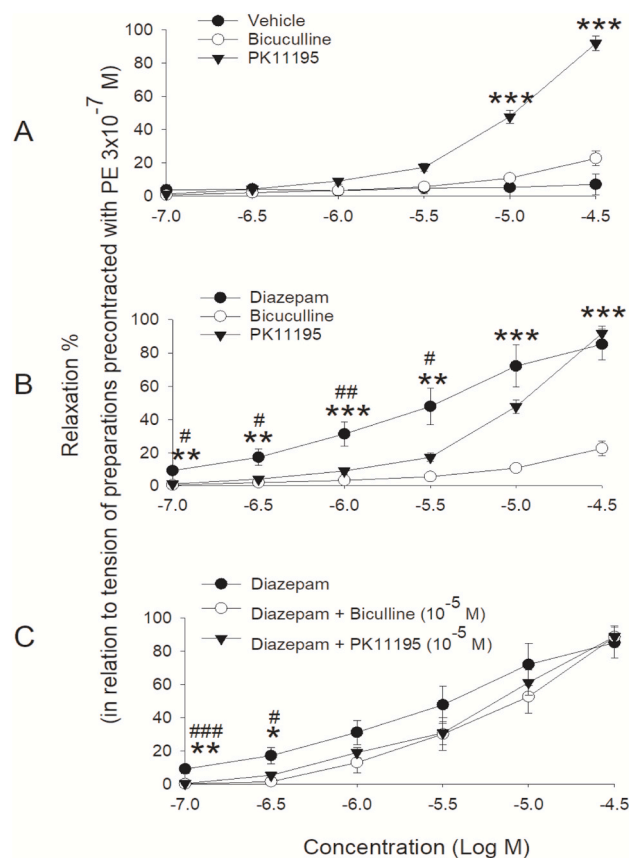 Vehicle
Bicuculline
PK11195
A
100
80
60
40
20
0
***
***
-7.0 -6.5 -6.0 -5.5 -5.0 -4.5
Relaxation %
(in relation to tension of preparations precontracted with PE 3x10-7 M)
Diazepam
Bicuculline
PK11195
B
100
80
60
40
20
0
#
**
#
**
##
***
#
**
***
***
-7.0 -6.5 -6.0 -5.5 -5.0 -4.5
Diazepam
Diazepam + Biculline (10-5 M)
Diazepam + PK11195 (10-5 M)
C
100
80
60
40
20
0
###
**
#
*
-7.0 -6.5 -6.0 -5.5 -5.0 -4.5
Concentration (Log M)